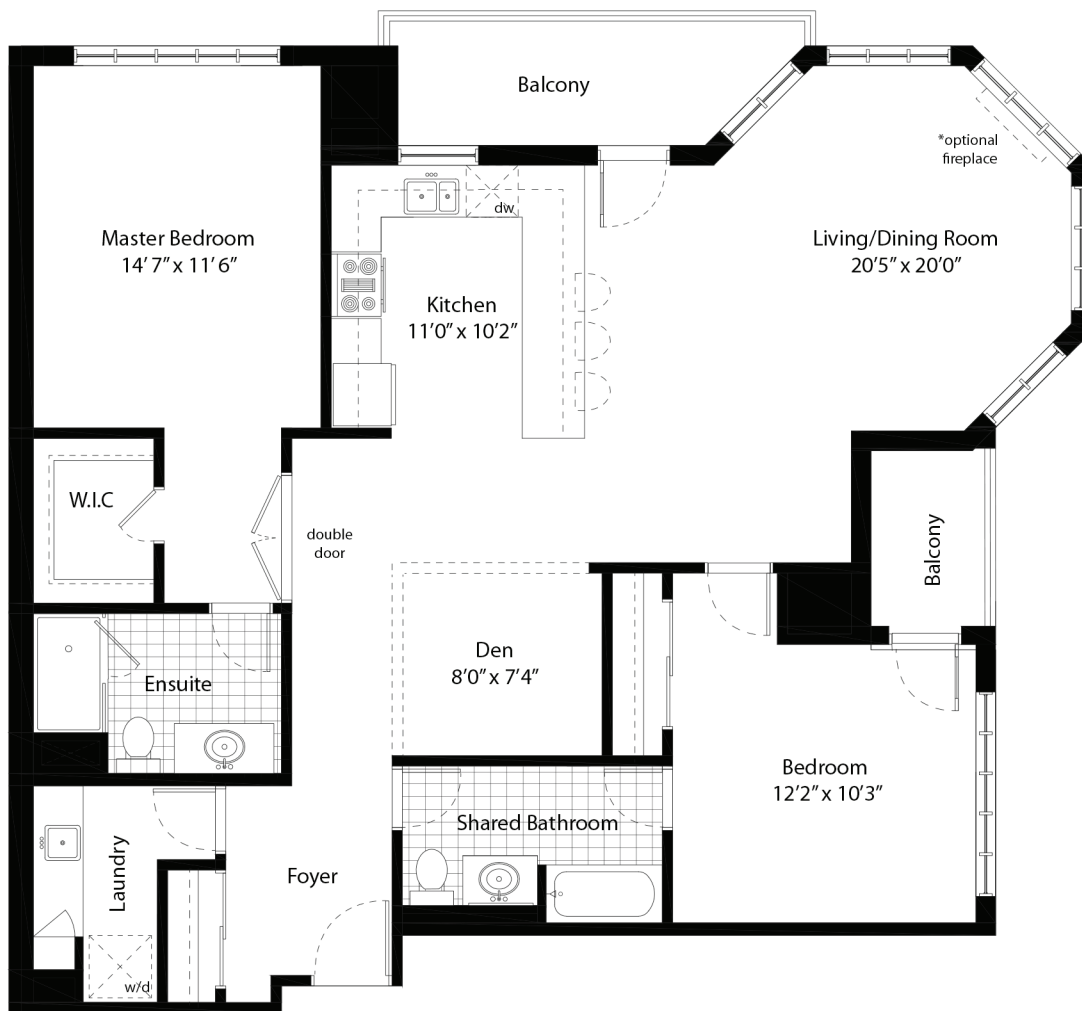 Balcony
*optional
fireplace
dw
Master Bedroom
14’ 7” x 11’ 6”
Living/Dining Room
20’5” x 20’0”
Kitchen
11’0” x 10’2”
W.I.C
double
door
Balcony
Den
8’0” x 7’4”
Ensuite
Bedroom
12’2” x 10’3”
Shared Bathroom
Laundry
Foyer
w/d